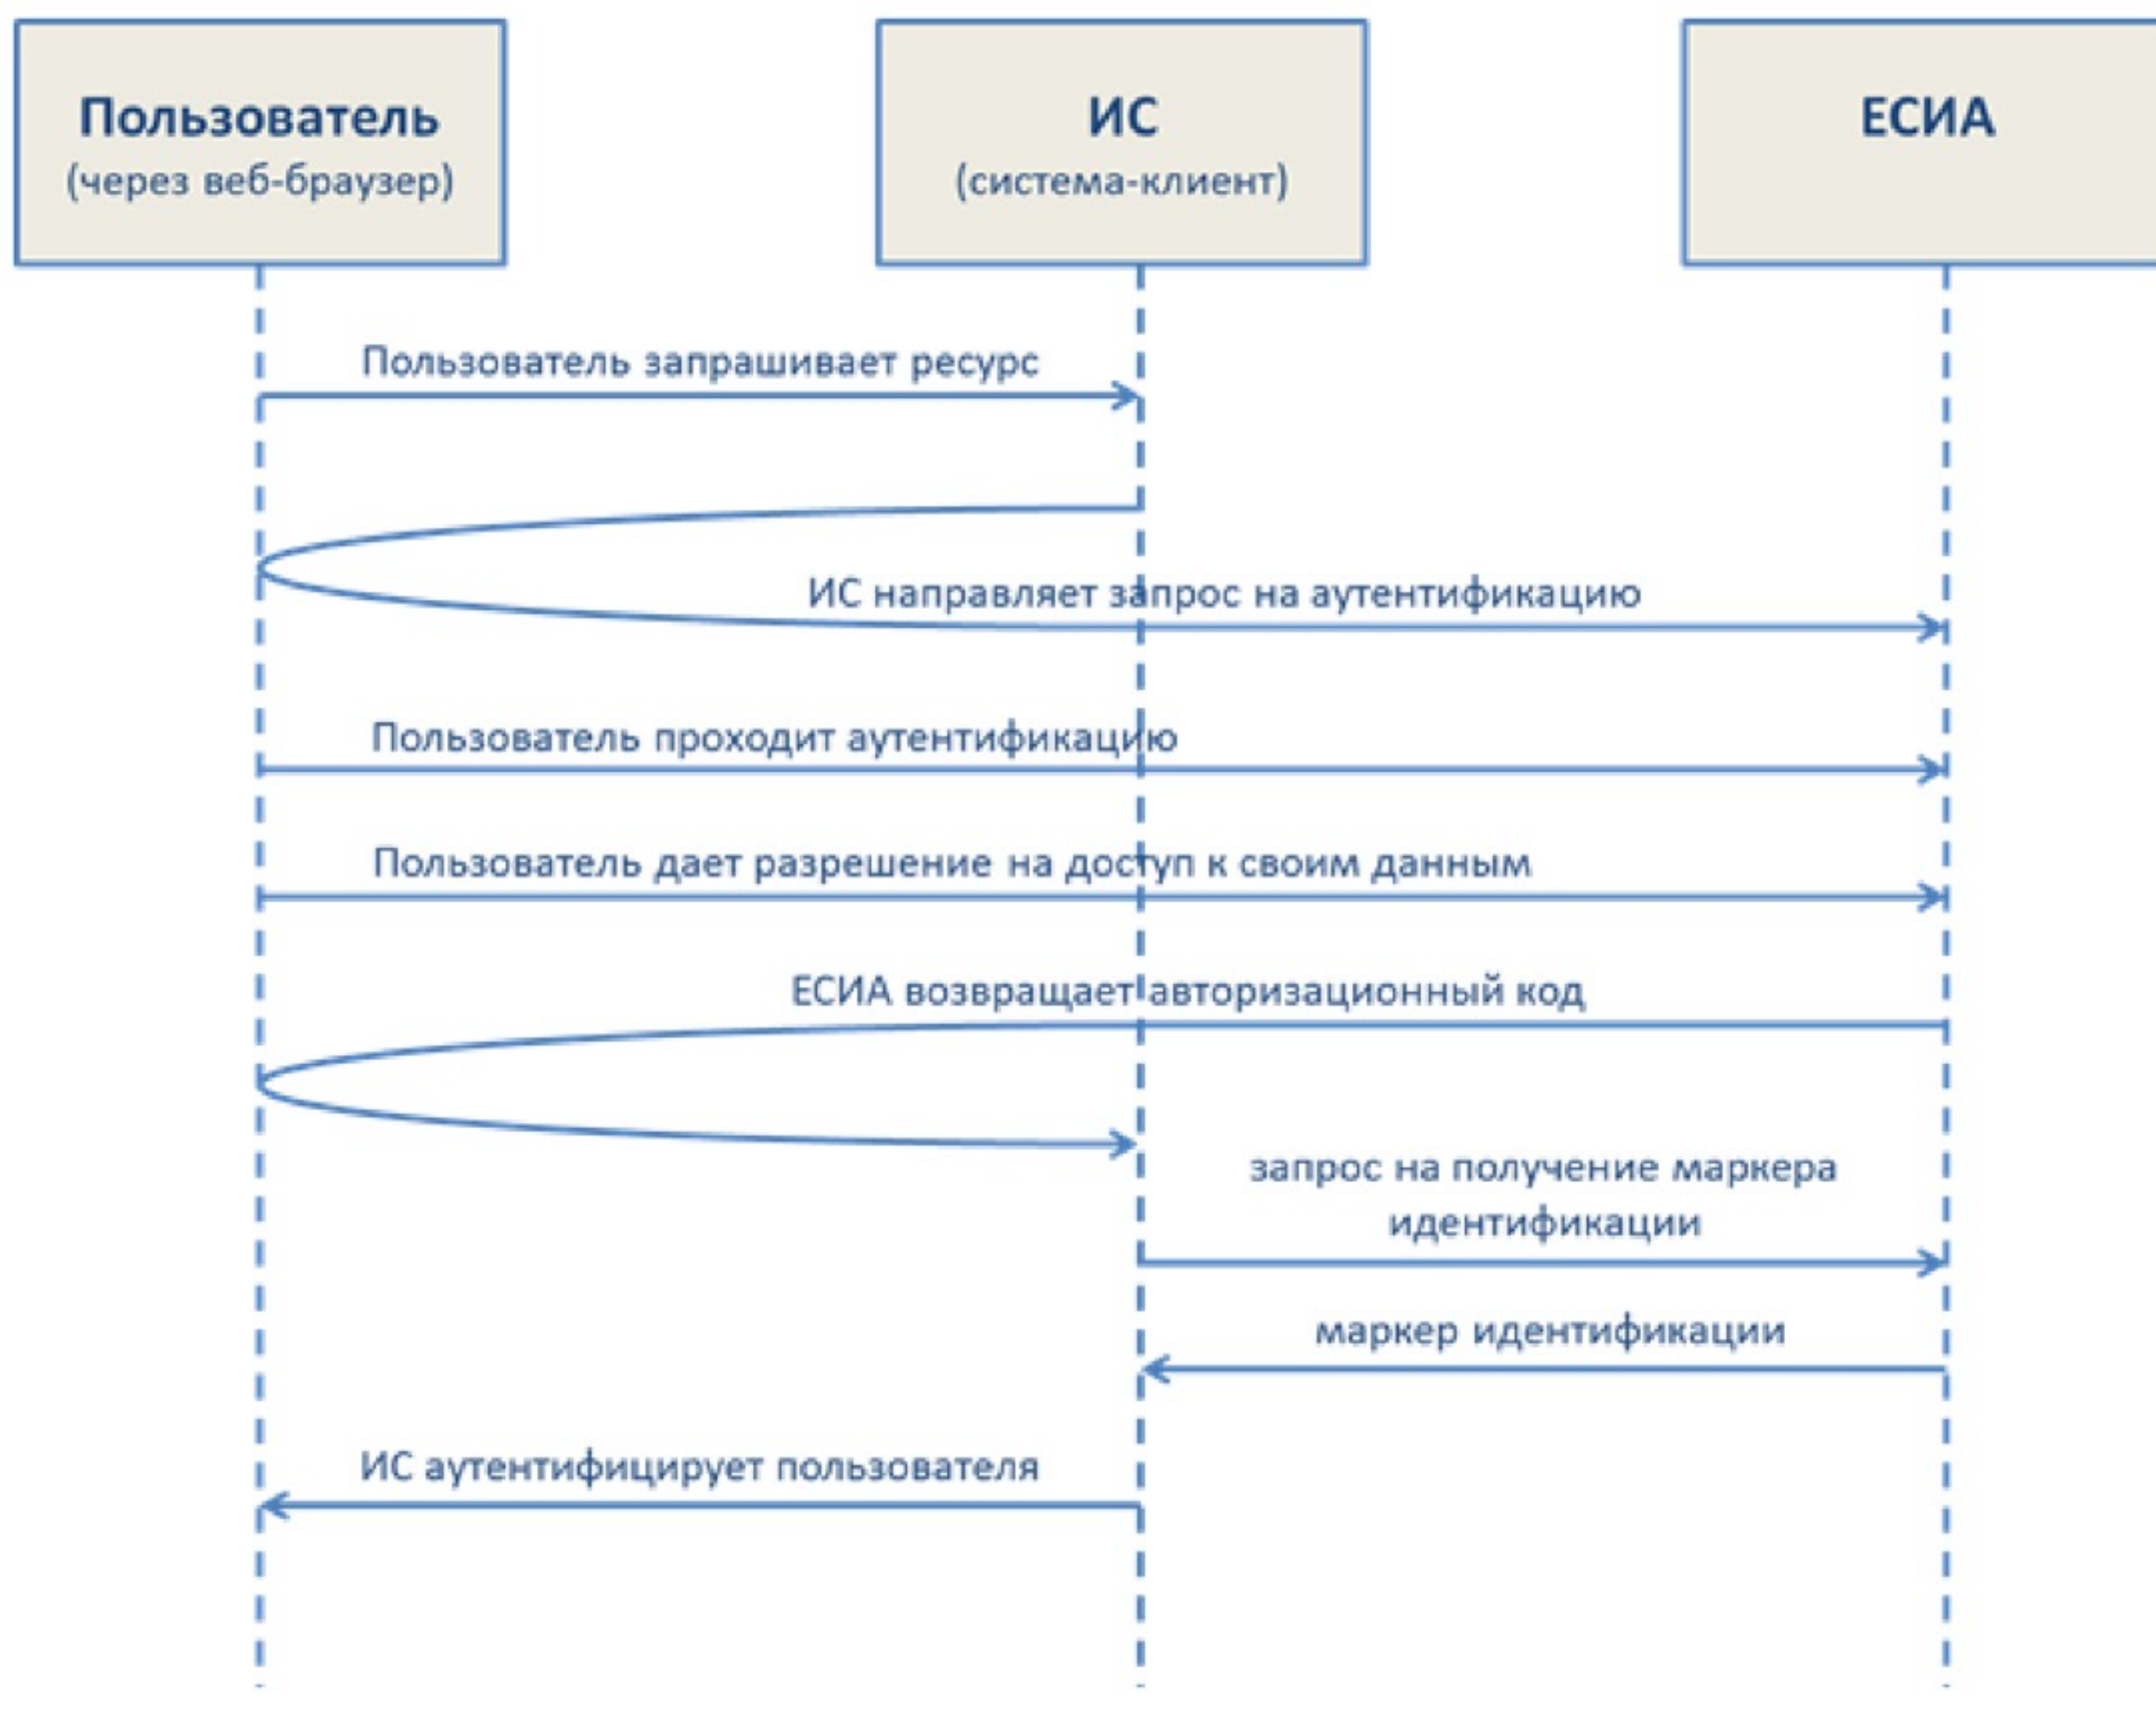 Пользователь
(через веб-браузер)
ИС
(система-клиент)
ЕСИА
Пользователь запрашивает ресурс
ИС направляет запрос на аутентификацию
Пользователь проходит аутентификацию
Пользователь дает разрешение на доступ к своим данным
ЕСИА возвращает авторизационный код
запрос на получение маркера
идентификации
маркер идентификации
ИС аутентифицирует пользователя